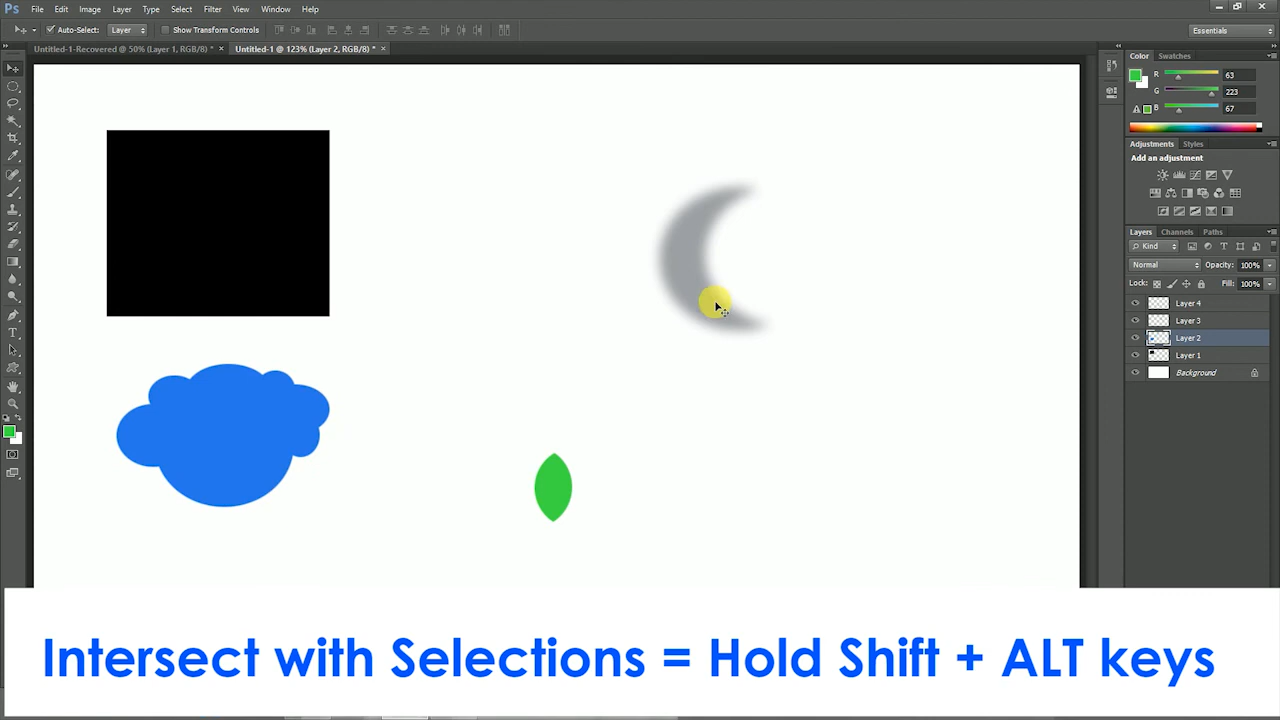 Ps File Edit Image Layer Type Select Filter View Window Help
Auto-Select: Layer Show Transform Controls Essentials
Untitled-1-Recovered @ 50% (Layer 1, RGB/8) * × Untitled-1 @ 123% (Layer 2, RGB/8) * ×
Color Swatches
R 63
G 223
B 67
Adjustments Styles
Add an adjustment
Layers Channels Paths
Kind
Normal Opacity: 100%
Lock: Fill: 100%
Layer 4
Layer 3
Layer 2
Layer 1
Background
Intersect with Selections = Hold Shift + ALT keys